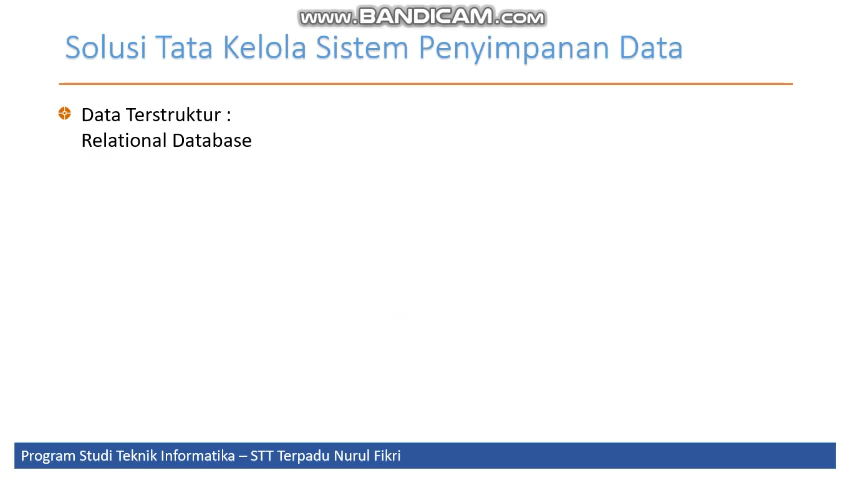 www.BANDICAM.com
Solusi Tata Kelola Sistem Penyimpanan Data
Data Terstruktur :
Relational Database
Program Studi Teknik Informatika – STT Terpadu Nurul Fikri